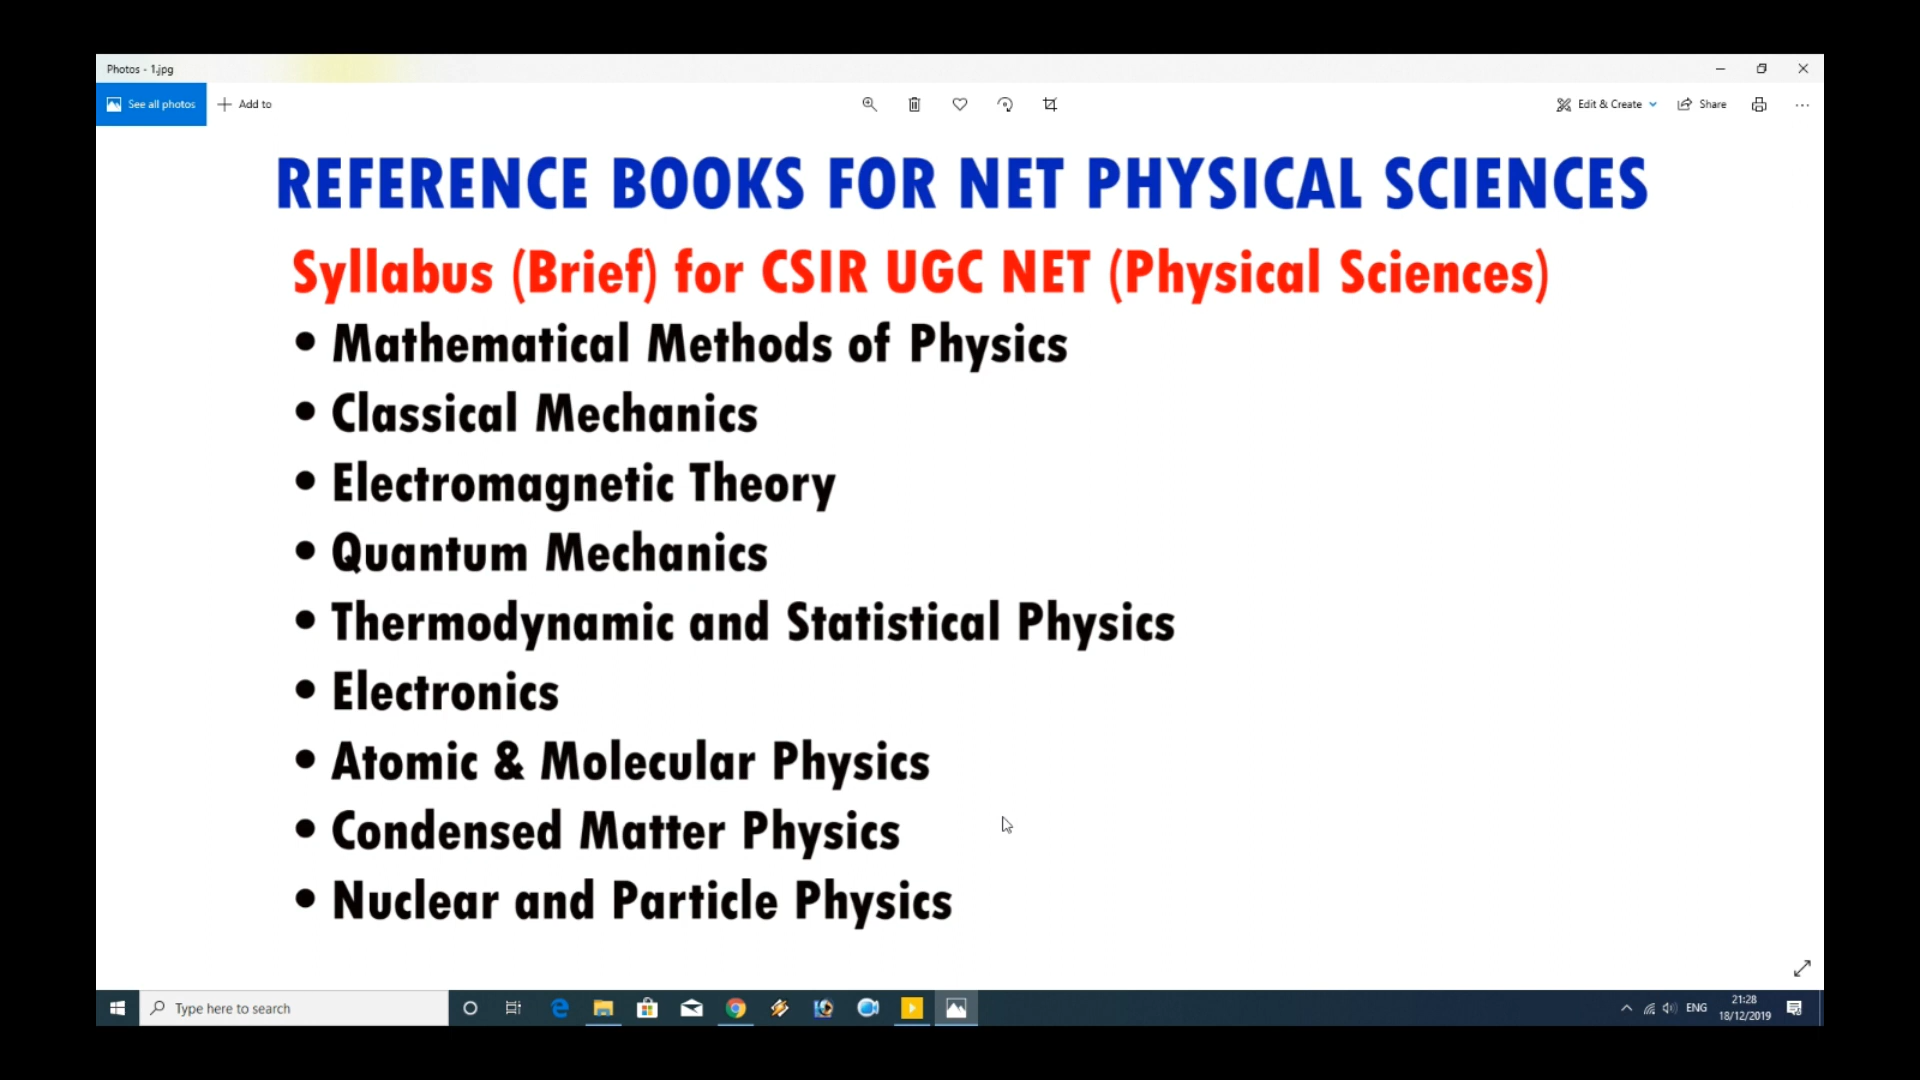 Photos - 1.jpg
See all photos
Add to
Edit & Create
Share
REFERENCE BOOKS FOR NET PHYSICAL SCIENCES
Syllabus (Brief) for CSIR UGC NET (Physical Sciences)
• Mathematical Methods of Physics
• Classical Mechanics
• Electromagnetic Theory
• Quantum Mechanics
• Thermodynamic and Statistical Physics
• Electronics
• Atomic & Molecular Physics
• Condensed Matter Physics
• Nuclear and Particle Physics
Type here to search
ENG
21:28
18/12/2019